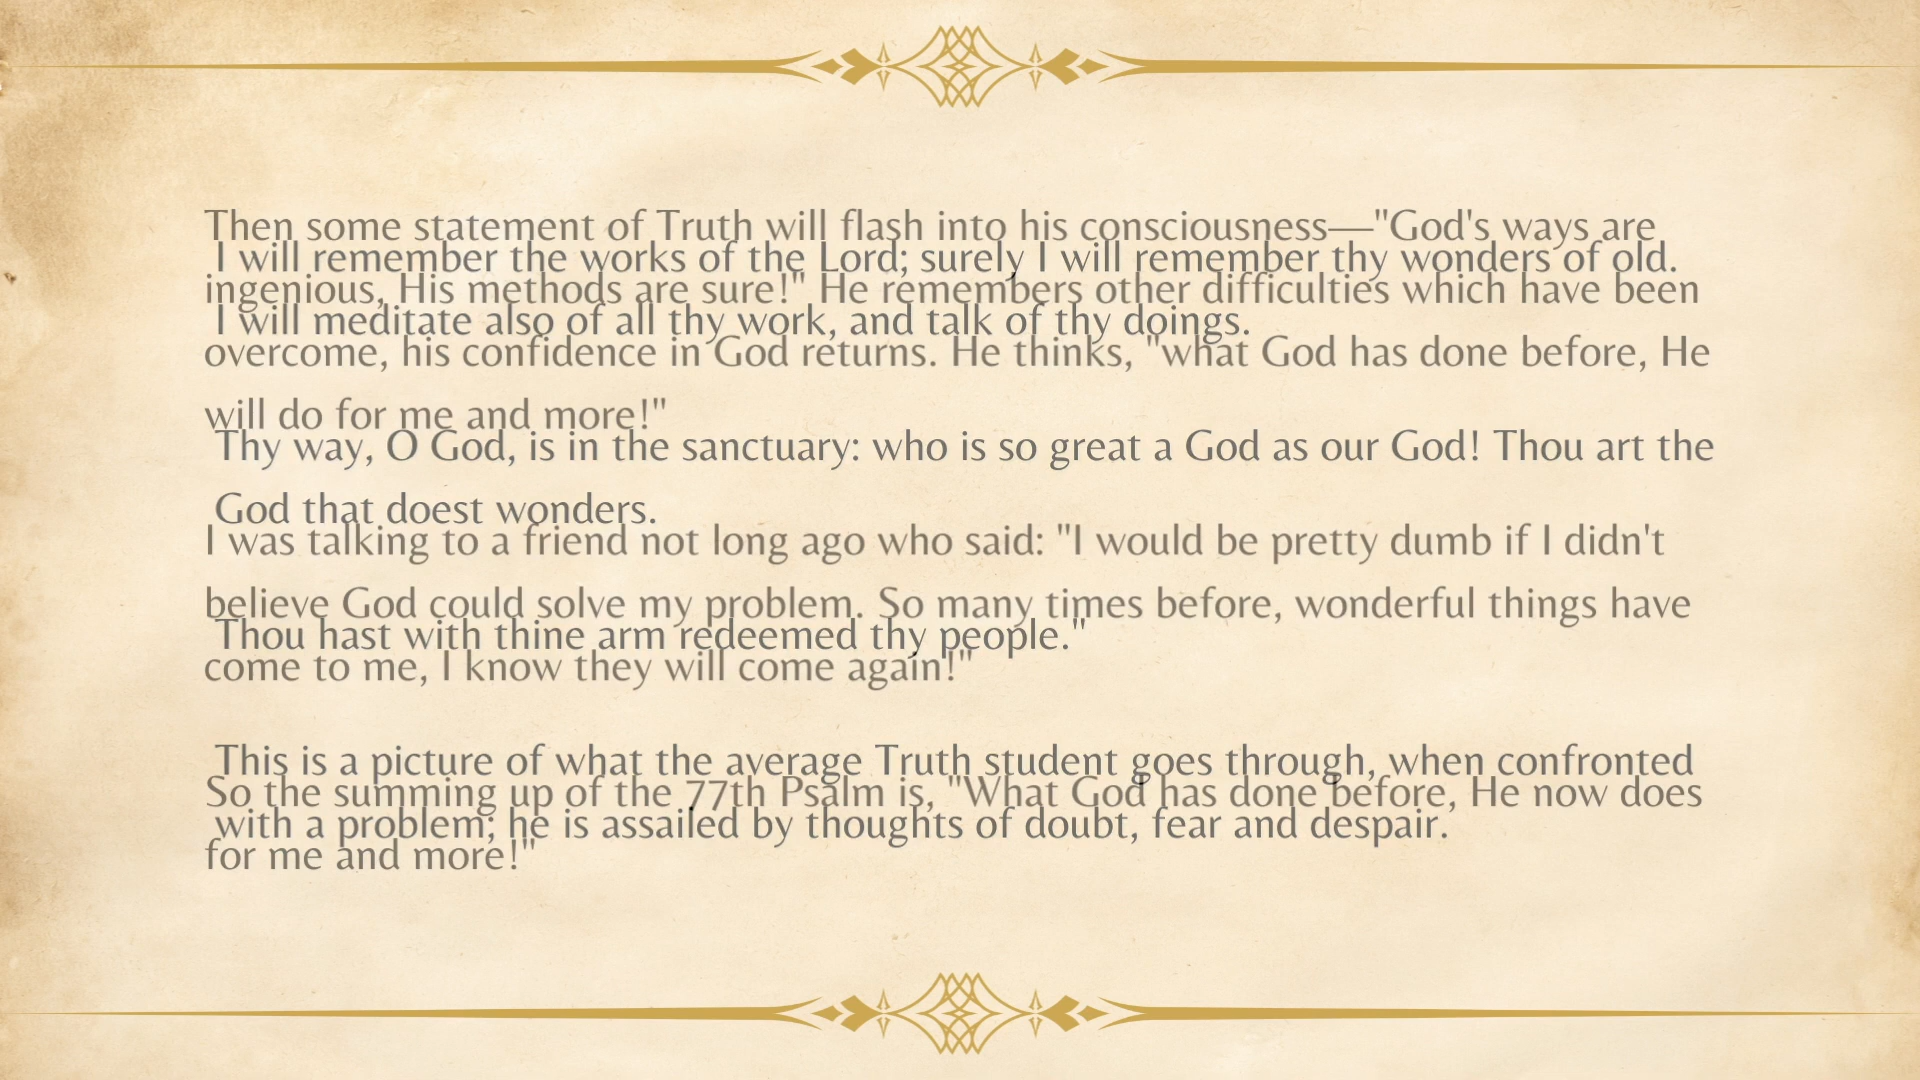 I will remember the works of the Lord; surely I will remember thy wonders of old.
I will meditate also of all thy work, and talk of thy doings.
Thy way, O God, is in the sanctuary: who is so great a God as our God! Thou art the
God that doest wonders.
Thou hast with thine arm redeemed thy people."
This is a picture of what the average Truth student goes through, when confronted
with a problem; he is assailed by thoughts of doubt, fear and despair.
Then some statement of Truth will flash into his consciousness—"God's ways are
ingenious, His methods are sure!" He remembers other difficulties which have been
overcome, his confidence in God returns. He thinks, "what God has done before, He
will do for me and more!"
I was talking to a friend not long ago who said: "I would be pretty dumb if I didn't
believe God could solve my problem. So many times before, wonderful things have
come to me, I know they will come again!"
So the summing up of the 77th Psalm is, "What God has done before, He now does
for me and more!"